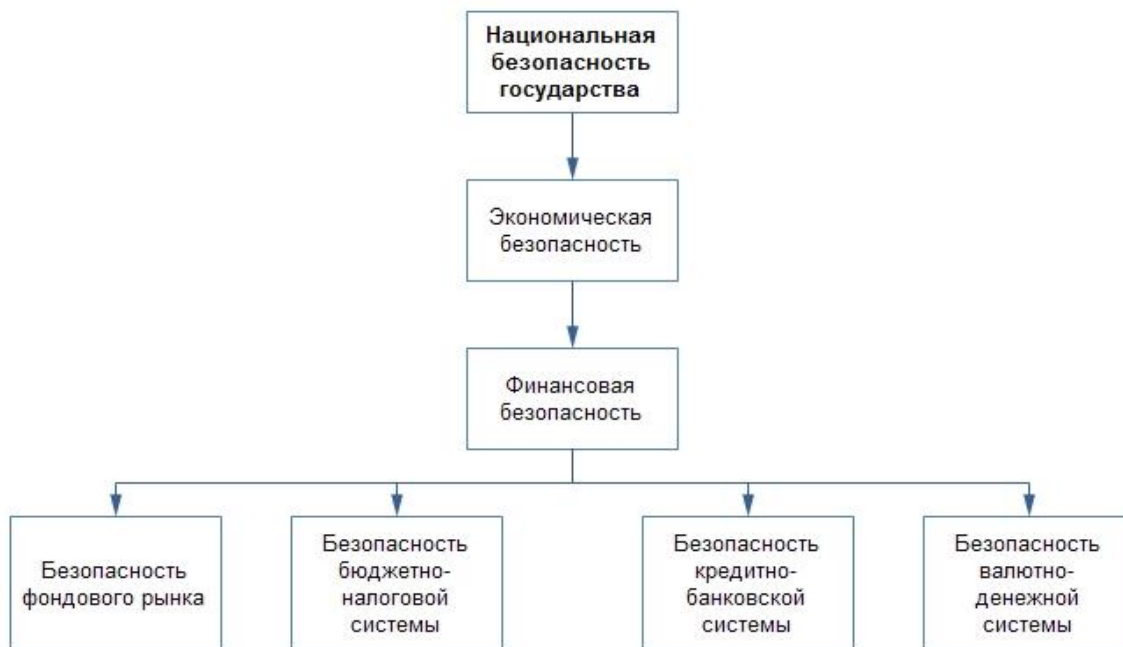 Национальная
безопасность
государства
Экономическая
безопасность
Финансовая
безопасность
Безопасность
фондового рынка
Безопасность
бюджетно-
налоговой
системы
Безопасность
кредитно-
банковской
системы
Безопасность
валютно-
денежной
системы